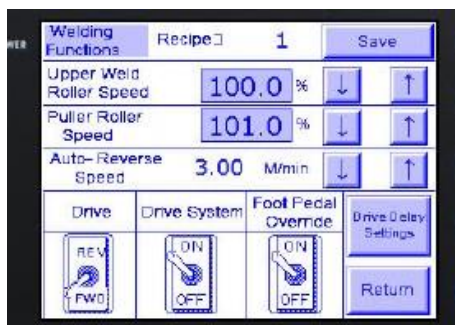 Welding
Functions
Recipe
1
Save
Upper Weld
Roller Speed
100.0 %
↓ ↑
Puller Roller
Speed
101.0 %
↓ ↑
Auto-Reverse
Speed
3.00 M/min
↓ ↑
Drive
Drive System
Foot Pedal
Override
Drive Delay
Settings
REV
FWD
ON
OFF
ON
OFF
Return